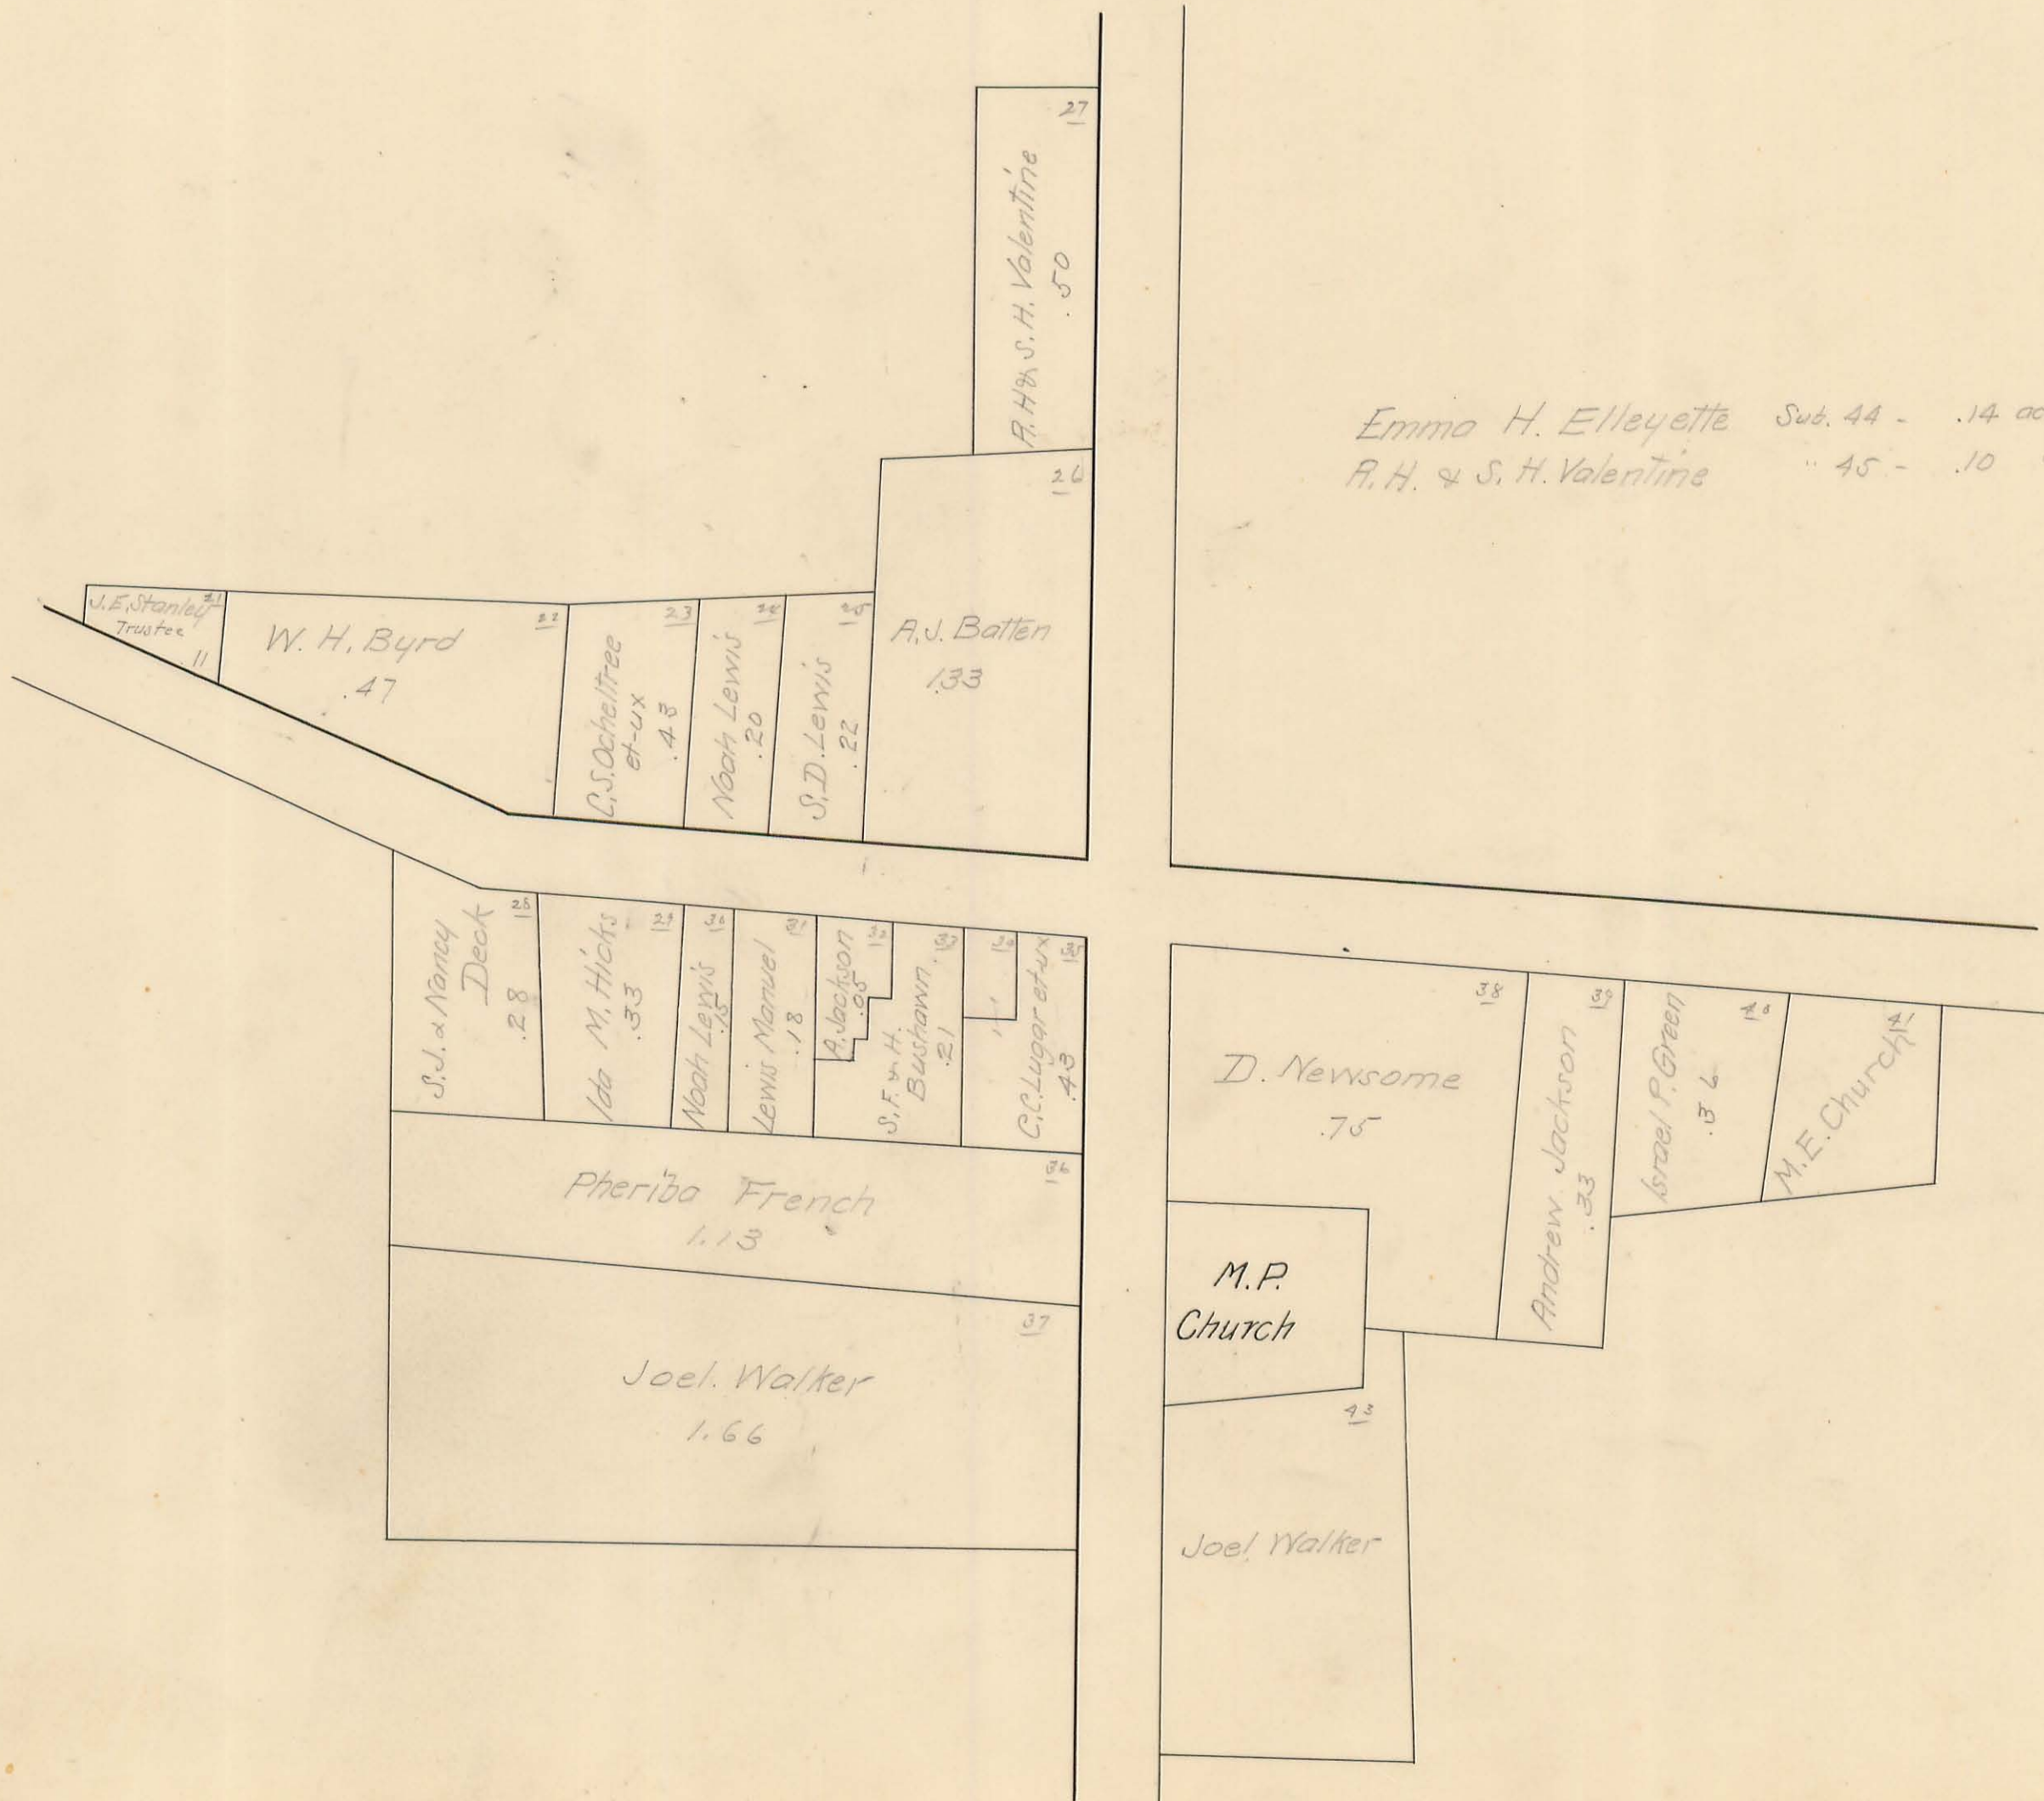 27
R. H. & S. H. Valentine
.50
Emma H. Elleyette Sub. 44 - .14 ac
R. H. & S. H. Valentine " 45 - .10
26
A. J. Batten
1.33
J. E. Stanley 21
Trustee
.11
W. H. Byrd 22
.47
23
C. S. Ocheltree
et-ux
.43
24
Noah Lewis
.20
25
S. D. Lewis
.22
28
S. J. & Nancy
Deck
.28
29
Ida M. Hicks
.33
30
Noah Lewis
.15
31
Lewis Manuel
.18
32
A. Jackson
.05
33
S. F. & H.
Bushawn
.21
34
35
C. C. Lugar et-ux
.43
36
Pheriba French
1.13
37
Joel. Walker
1.66
38
D. Newsome
.75
39
Andrew Jackson
.33
40
Israel P. Green
.36
41
M. E. Church
M. P.
Church
43
Joel Walker